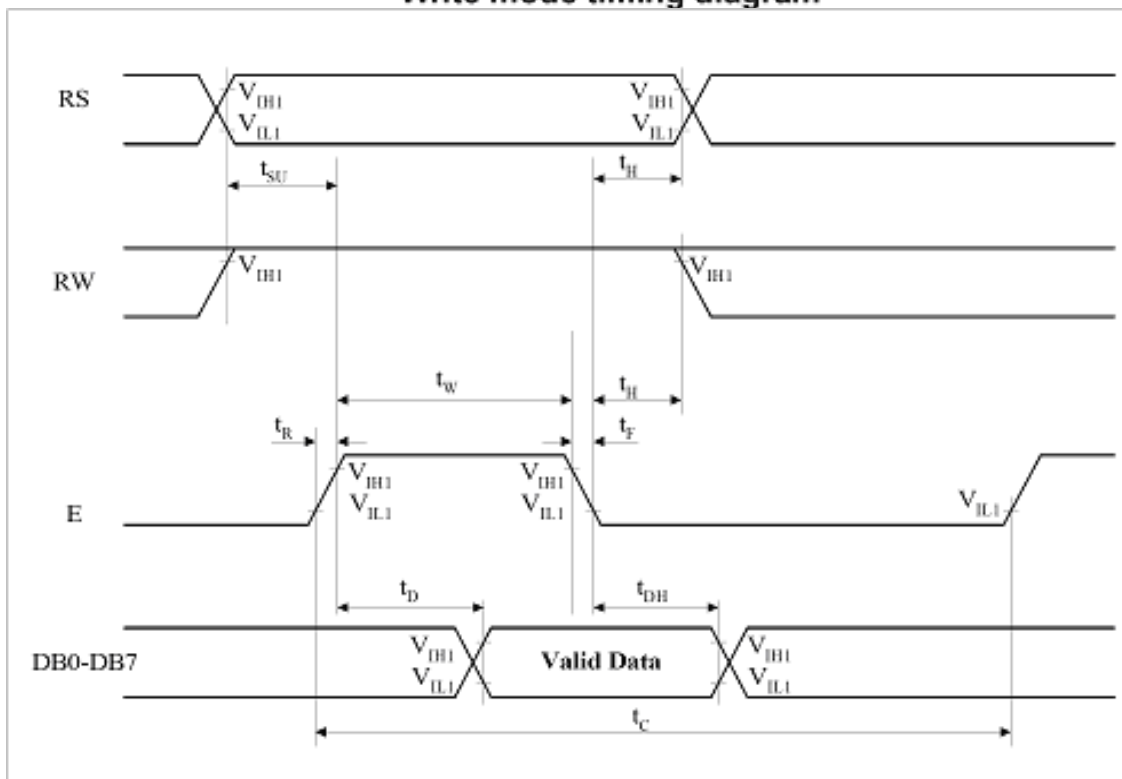 Write mode timing diagram
RS
V_IH1
V_IL1
V_IH1
V_IL1
t_SU
t_H
RW
V_IH1
V_IH1
t_W
t_H
t_R
t_F
E
V_IH1
V_IL1
V_IH1
V_IL1
V_IL1
t_D
t_DH
DB0-DB7
V_IH1
V_IL1
Valid Data
V_IH1
V_IL1
t_C